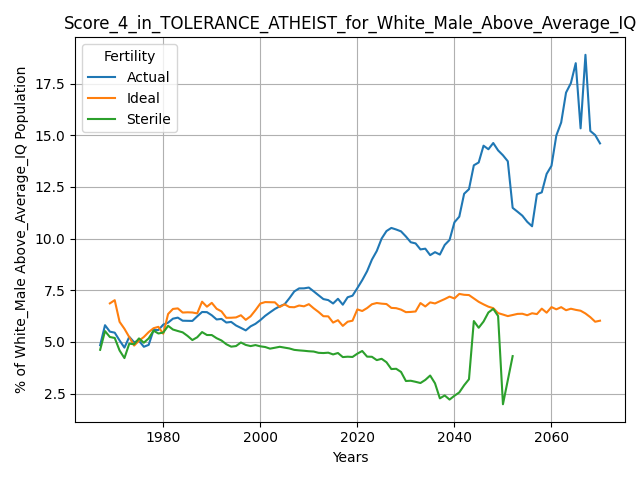 Score_4_in_TOLERANCE_ATHEIST_for_White_Male_Above_Average_IQ
Fertility
Actual
Ideal
Sterile
% of White_Male Above_Average_IQ Population
17.5
15.0
12.5
10.0
7.5
5.0
2.5
1980 2000 2020 2040 2060
Years